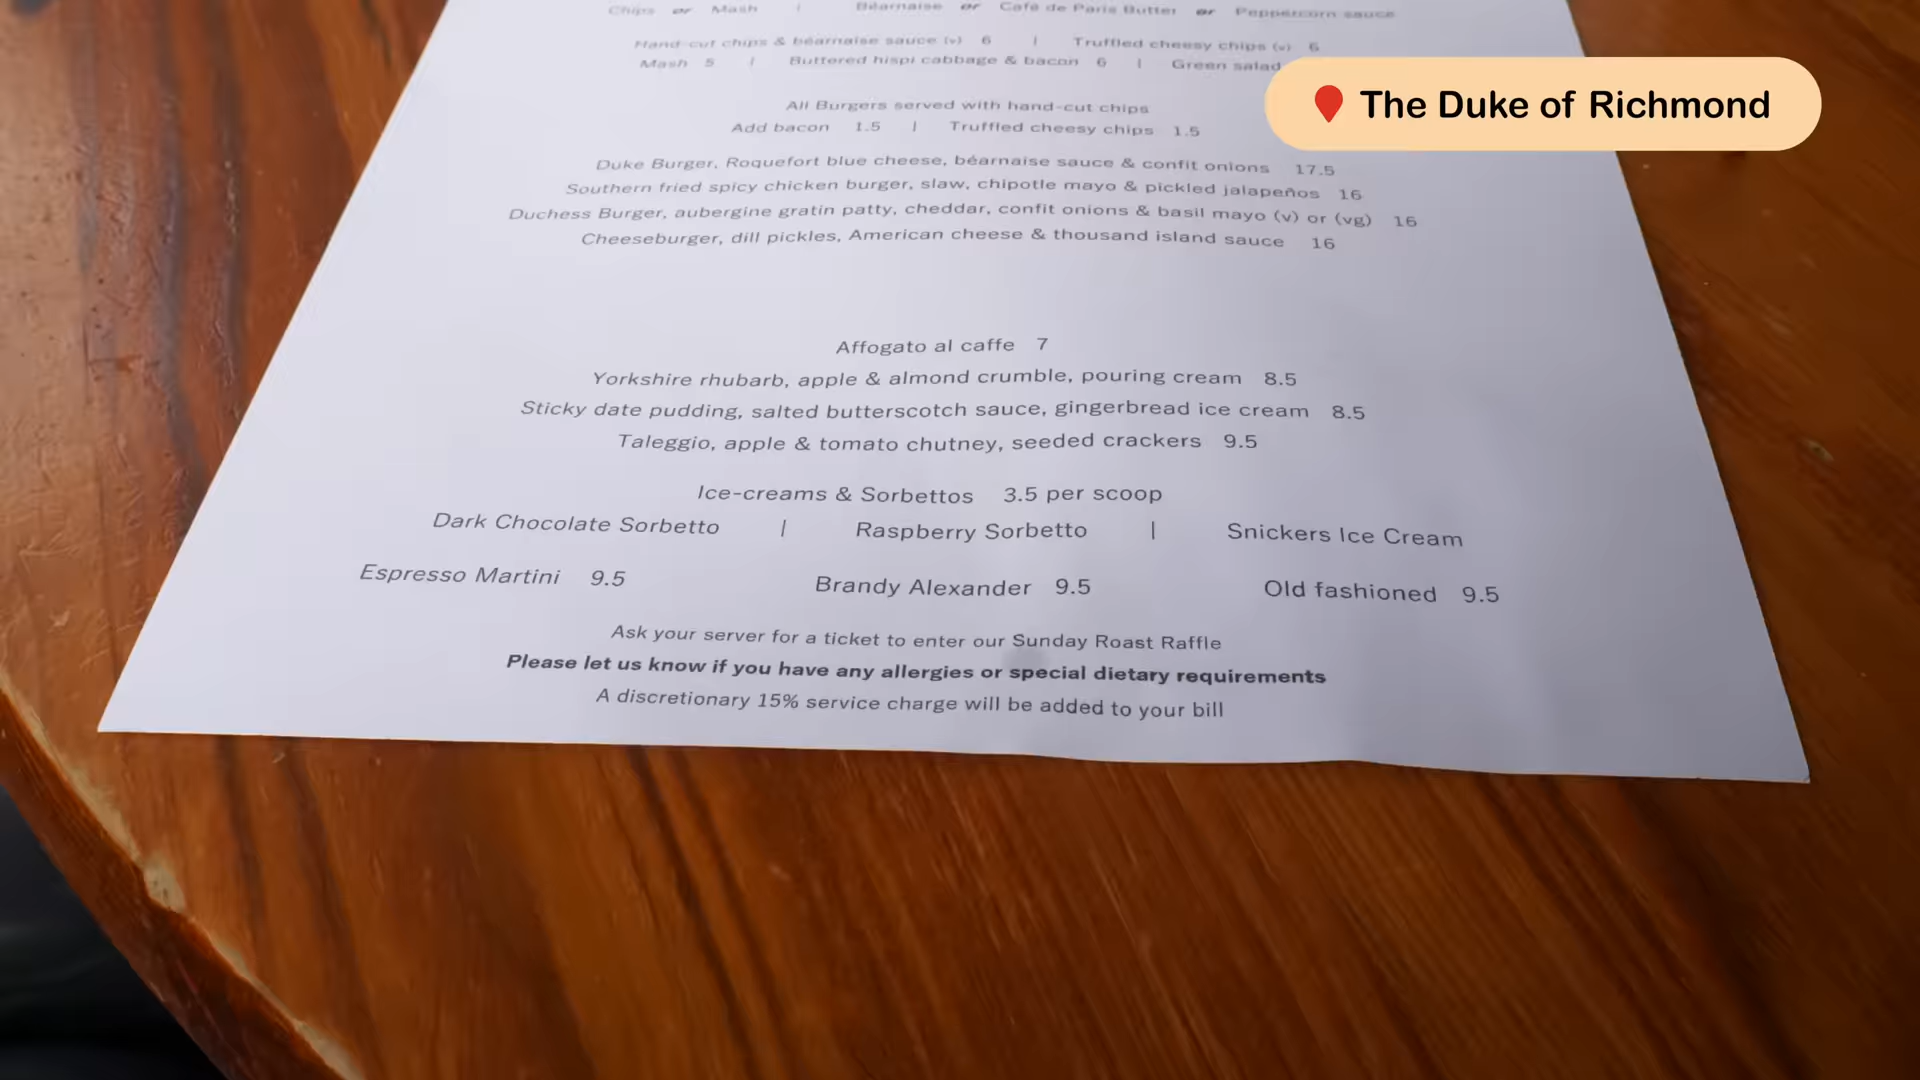 Chips or Mash | Béarnaise or Café de Paris Butter or Peppercorn sauce
Hand-cut chips & béarnaise sauce (v) 6 | Truffled cheesy chips (v) 6
Mash 5 | Buttered hispi cabbage & bacon 6 | Green salad
The Duke of Richmond
All Burgers served with hand-cut chips
Add bacon 1.5 | Truffled cheesy chips 1.5
Duke Burger, Roquefort blue cheese, béarnaise sauce & confit onions 17.5
Southern fried spicy chicken burger, slaw, chipotle mayo & pickled jalapeños 16
Duchess Burger, aubergine gratin patty, cheddar, confit onions & basil mayo (v) or (vg) 16
Cheeseburger, dill pickles, American cheese & thousand island sauce 16
Affogato al caffe 7
Yorkshire rhubarb, apple & almond crumble, pouring cream 8.5
Sticky date pudding, salted butterscotch sauce, gingerbread ice cream 8.5
Taleggio, apple & tomato chutney, seeded crackers 9.5
Ice-creams & Sorbettos 3.5 per scoop
Dark Chocolate Sorbetto | Raspberry Sorbetto | Snickers Ice Cream
Espresso Martini 9.5 Brandy Alexander 9.5 Old fashioned 9.5
Ask your server for a ticket to enter our Sunday Roast Raffle
Please let us know if you have any allergies or special dietary requirements
A discretionary 15% service charge will be added to your bill